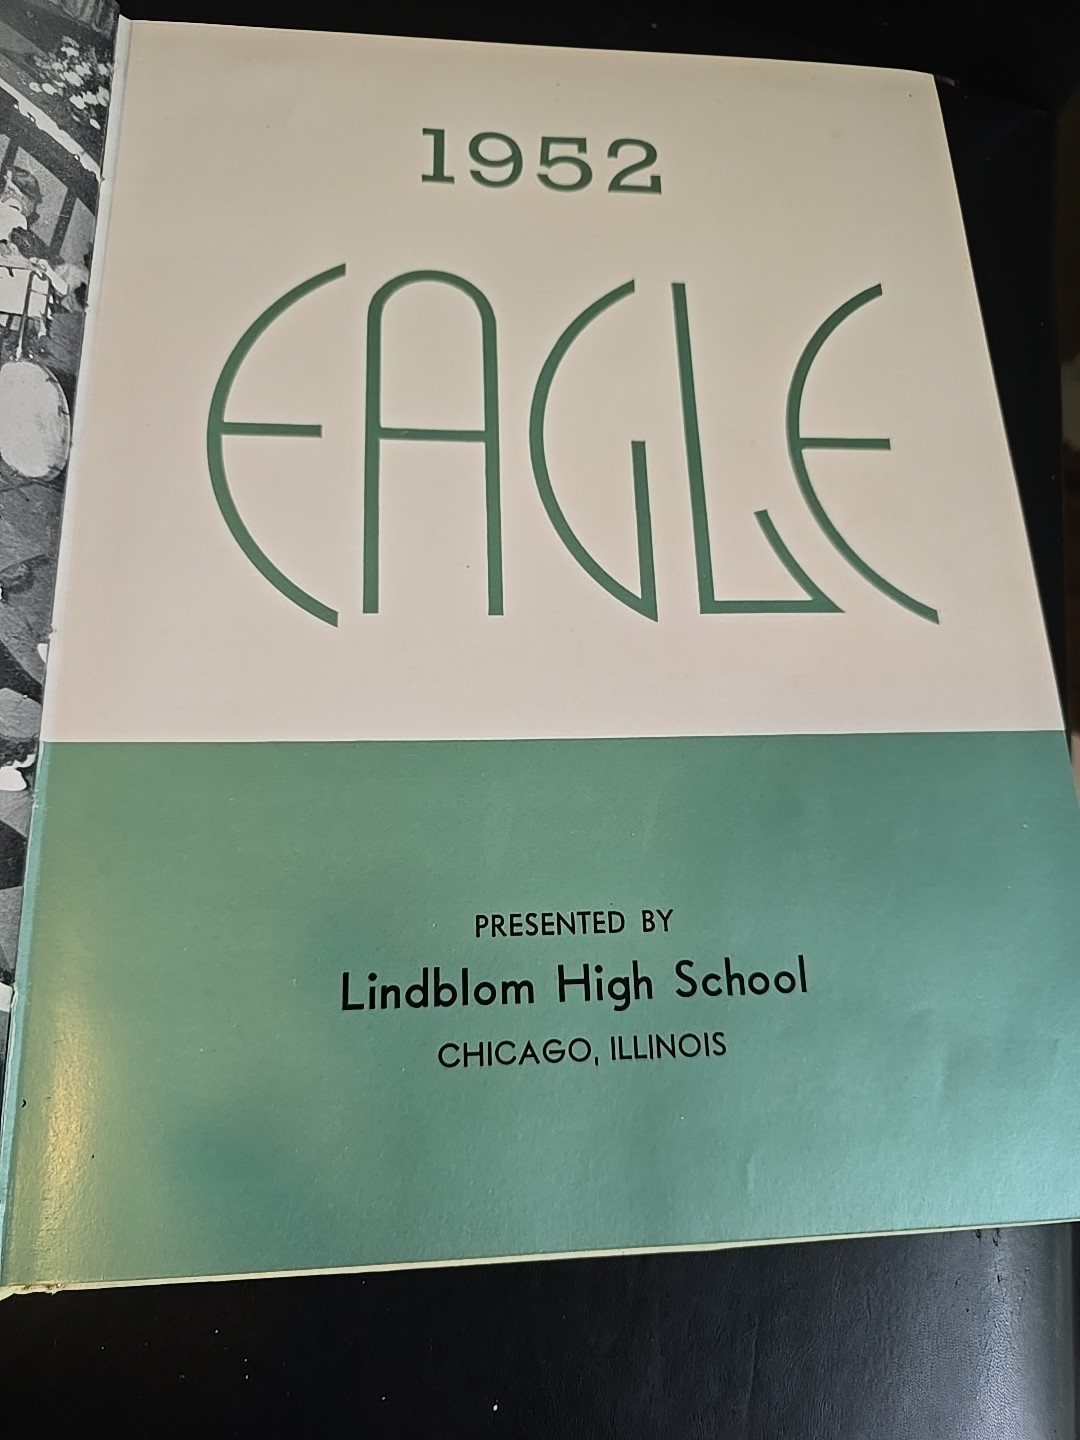 1952
EAGLE
PRESENTED BY
Lindblom High School
CHICAGO, ILLINOIS